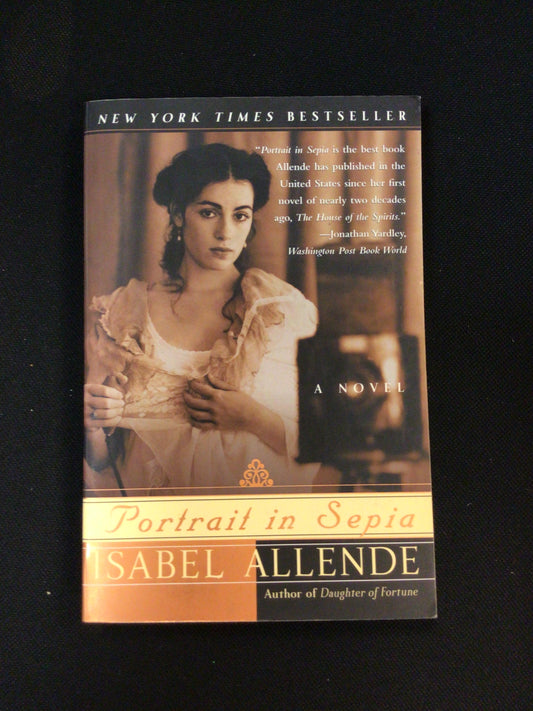 NEW YORK TIMES BESTSELLER
"Portrait in Sepia is the best book
Allende has published in the
United States since her first
novel of nearly two decades
ago, The House of the Spirits."
—Jonathan Yardley,
Washington Post Book World
A NOVEL
Portrait in Sepia
ISABEL ALLENDE
Author of Daughter of Fortune